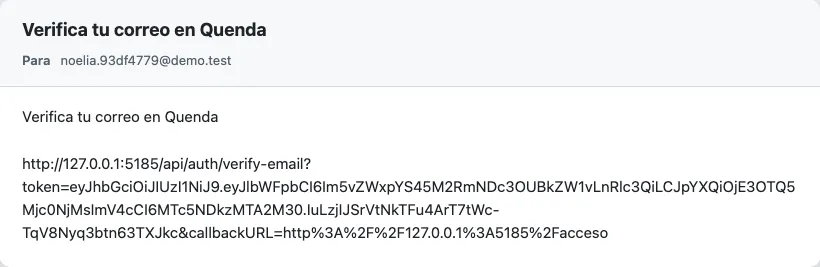 Verifica tu correo en Quenda
Para noelia.93df4779@demo.test
Verifica tu correo en Quenda
http://127.0.0.1:5185/api/auth/verify-email?
token=eyJhbGciOiJIUzI1NiJ9.eyJlbWFpbCI6Im5vZWxpYS45M2RmNDc3OUBkZW1vLnRlc3QiLCJpYXQiOjE3OTQ5
Mjc0NjMsImV4cCI6MTc5NDkzMTA2M30.IuLzjlJSrVtNkTFu4ArT7tWc-
TqV8Nyq3btn63TXJkc&callbackURL=http%3A%2F%2F127.0.0.1%3A5185%2Facceso